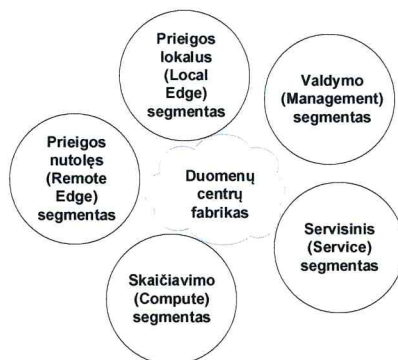 Prieigos
lokalus
(Local
Edge)
segmentas
Valdymo
(Management)
segmentas
Prieigos
nutolęs
(Remote
Edge)
segmentas
Duomenų
centrų
fabrikas
Servisinis
(Service)
segmentas
Skaičiavimo
(Compute)
segmentas